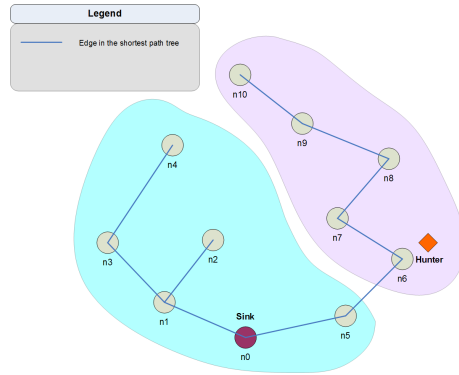 Legend
Edge in the shortest path tree
n10
n9
n4
n8
n7
n2
n3
Hunter
n6
Sink
n1
n5
n0